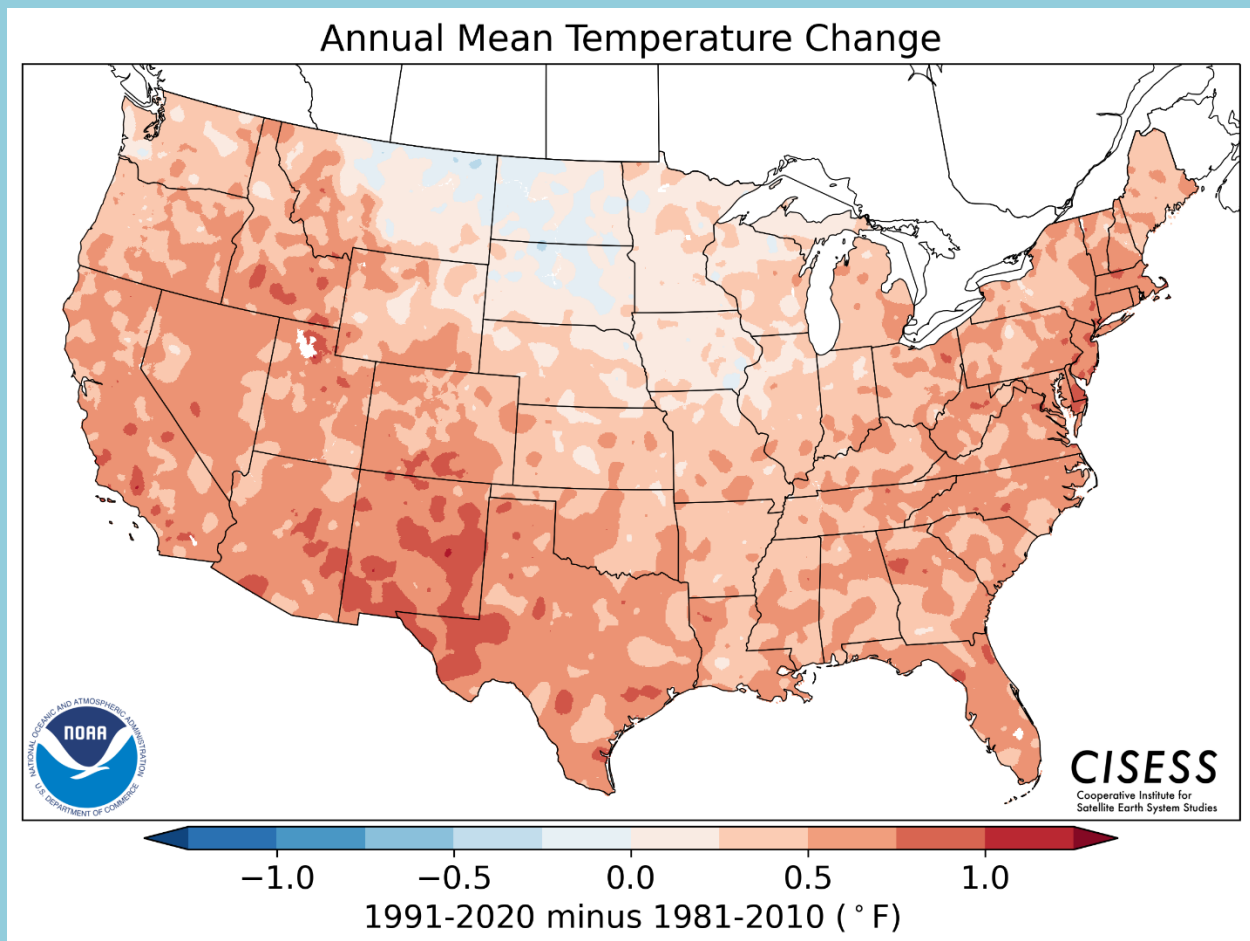 Annual Mean Temperature Change
NATIONAL OCEANIC AND ATMOSPHERIC ADMINISTRATION
NOAA
U.S. DEPARTMENT OF COMMERCE
CISESS
Cooperative Institute for
Satellite Earth System Studies
−1.0 −0.5 0.0 0.5 1.0
1991-2020 minus 1981-2010 (°F)